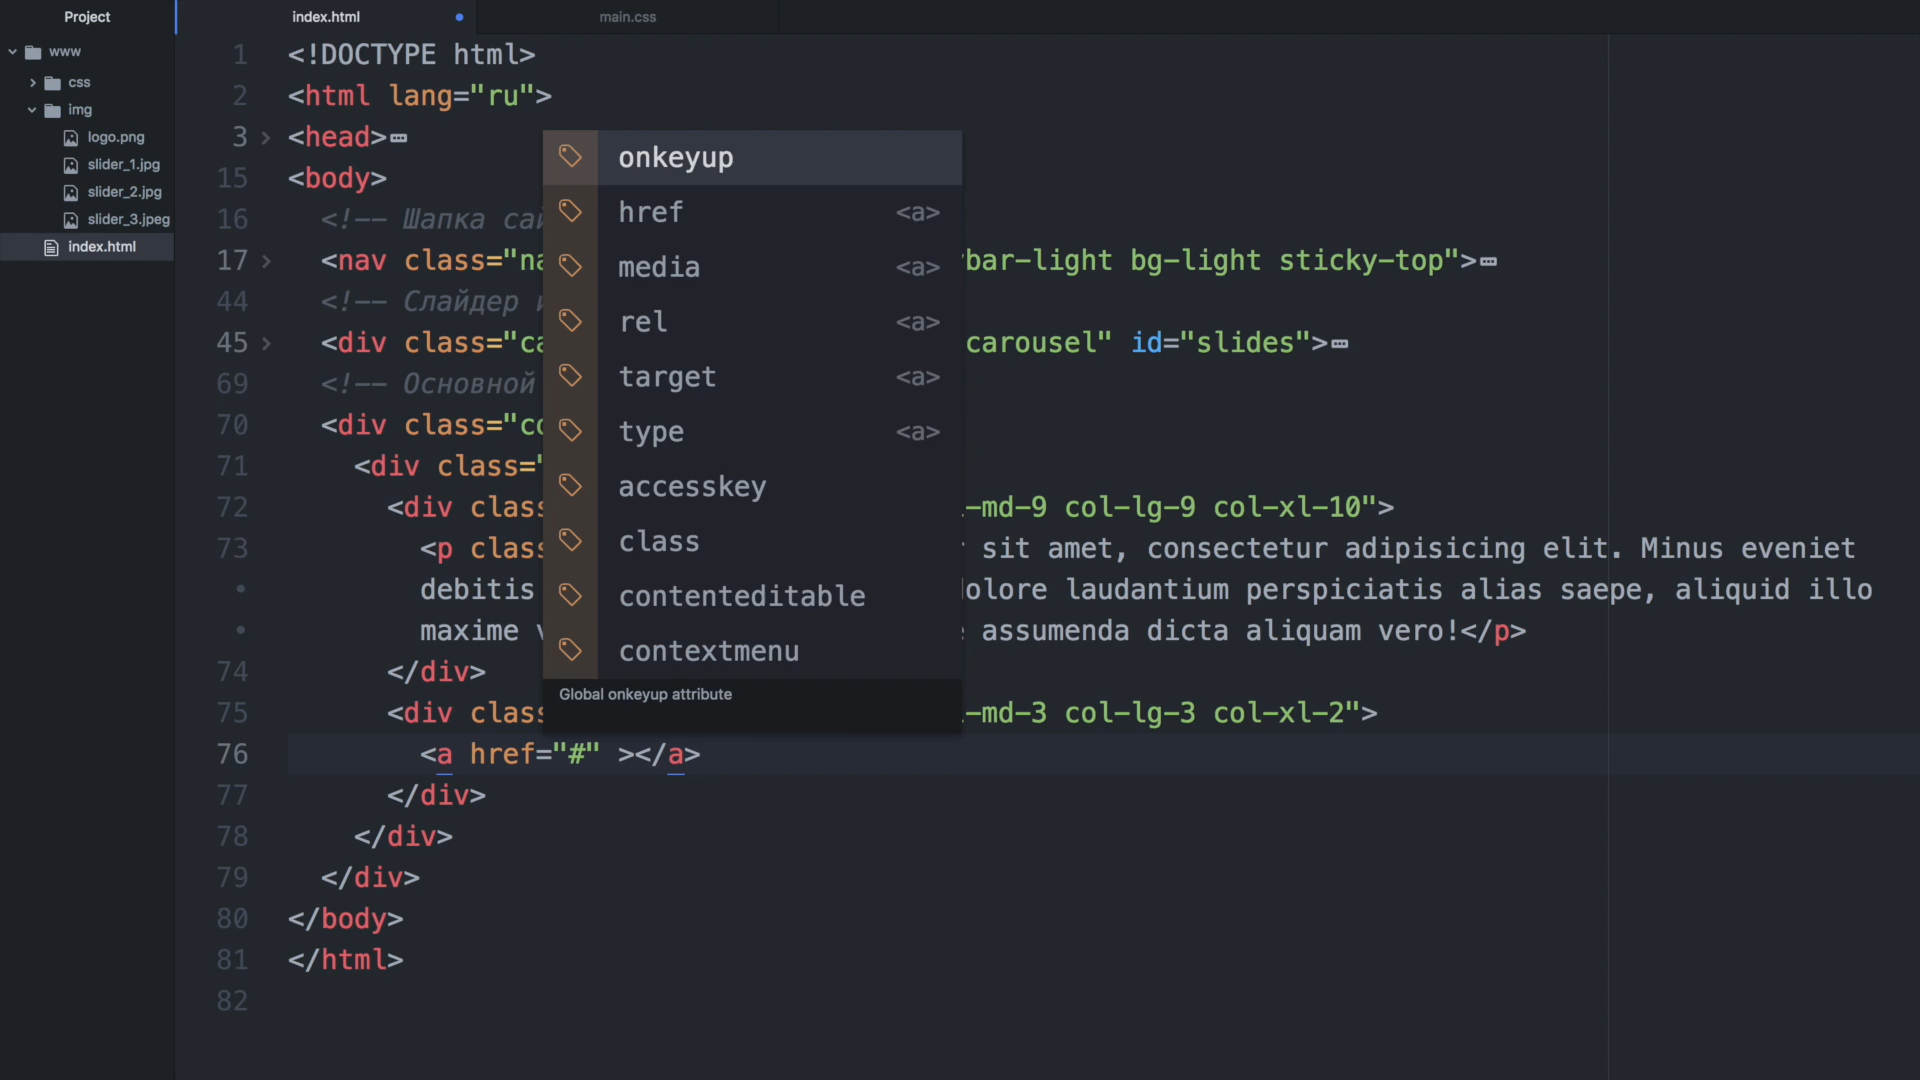 Project
index.html
main.css
www
css
img
logo.png
slider_1.jpg
slider_2.jpg
slider_3.jpeg
index.html
1 <!DOCTYPE html>
2 <html lang="ru">
3 <head>
15 <body>
16 <!-- Шапка
17 <nav class=" bar-light bg-light sticky-top">
44 <!-- Слайдер
45 <div class=" carousel" id="slides">
69 <!-- Основной
70 <div class="
71 <div class="
72 <div -md-9 col-lg-9 col-xl-10">
73 <p sit amet, consectetur adipisicing elit. Minus eveniet
debitis laudantium perspiciatis alias saepe, aliquid illo
maxime assumenda dicta aliquam vero!</p>
74 </div>
75 <div -md-3 col-lg-3 col-xl-2">
76 <a href="#" ></a>
77 </div>
78 </div>
79 </div>
80 </body>
81 </html>
82
onkeyup
href <a>
media <a>
rel <a>
target <a>
type <a>
accesskey
class
contenteditable
contextmenu
Global onkeyup attribute